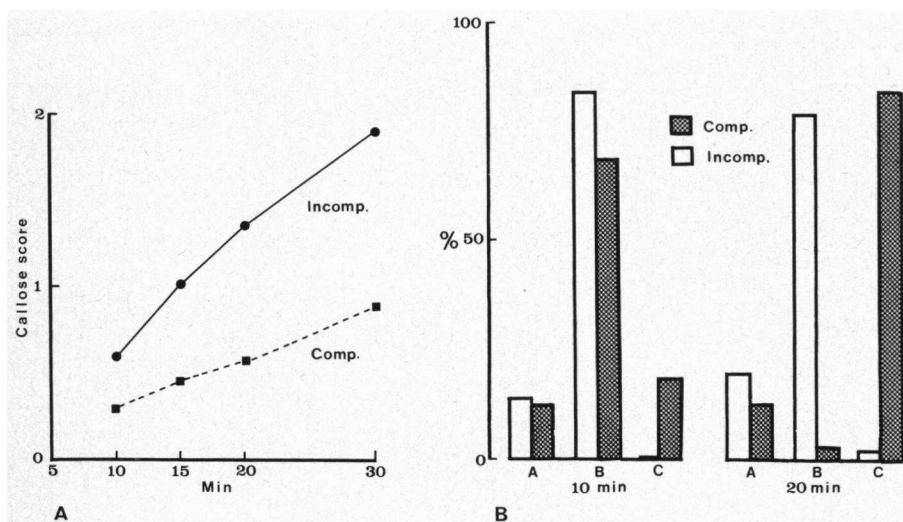 2
1
0
Callose score
Incomp.
Comp.
5 10 15 20 30
Min
A
100
50
0
%
Comp.
Incomp.
A B C A B C
10 min 20 min
B